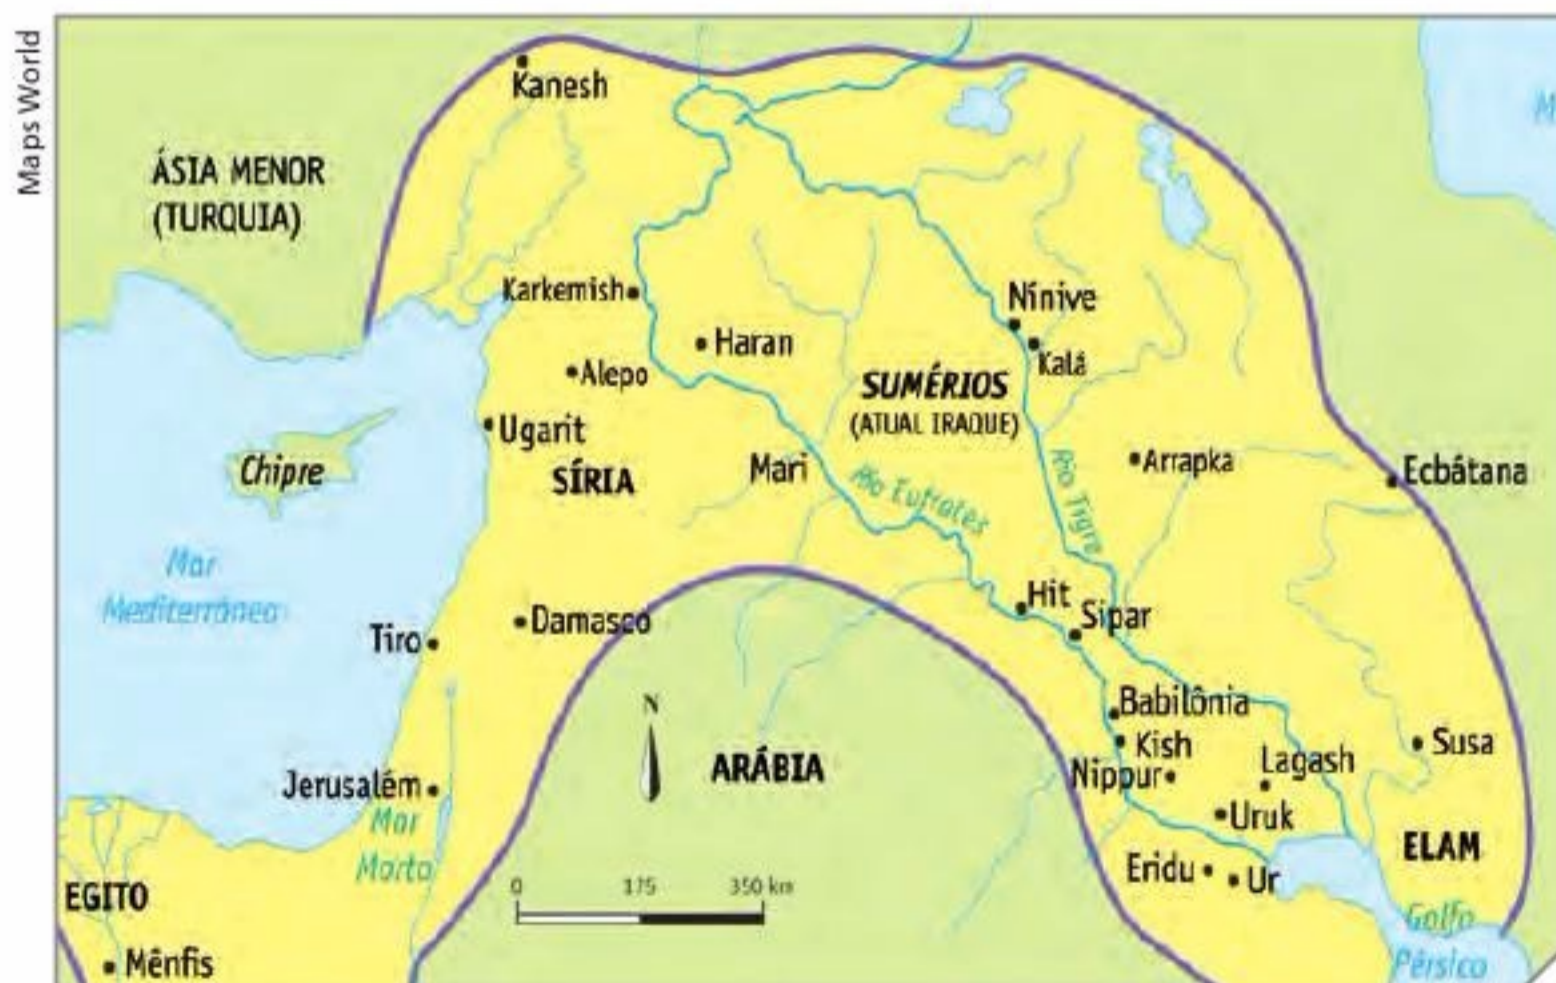 Maps World
Kanesh
ÁSIA MENOR
(TURQUIA)
Karkemish
Haran
Alepo
Ugarit
SÍRIA
Chipre
Mar
Mediterrâneo
Nínive
Kalá
SUMÉRIOS
(ATUAL IRAQUE)
Mari
Rio Eufrates
Rio Tigre
Arrapka
Ecbátana
M
Tiro
Damasco
Hit
Sipar
N
ARÁBIA
Babilônia
Kish
Nippur
Lagash
Uruk
Susa
ELAM
Jerusalém
Mar
Morto
Eridu
Ur
EGITO
Mênfis
0 175 350 km
Golfo
Pérsico